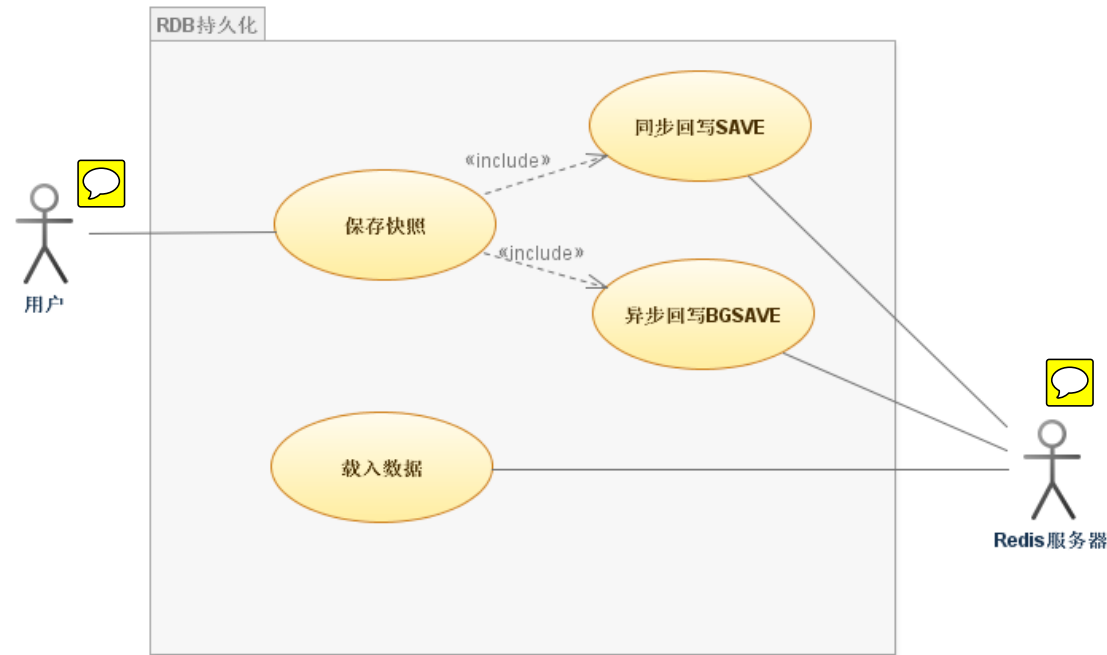 RDB持久化
同步回写SAVE
«include»
保存快照
«include»
用户
异步回写BGSAVE
载入数据
Redis服务器